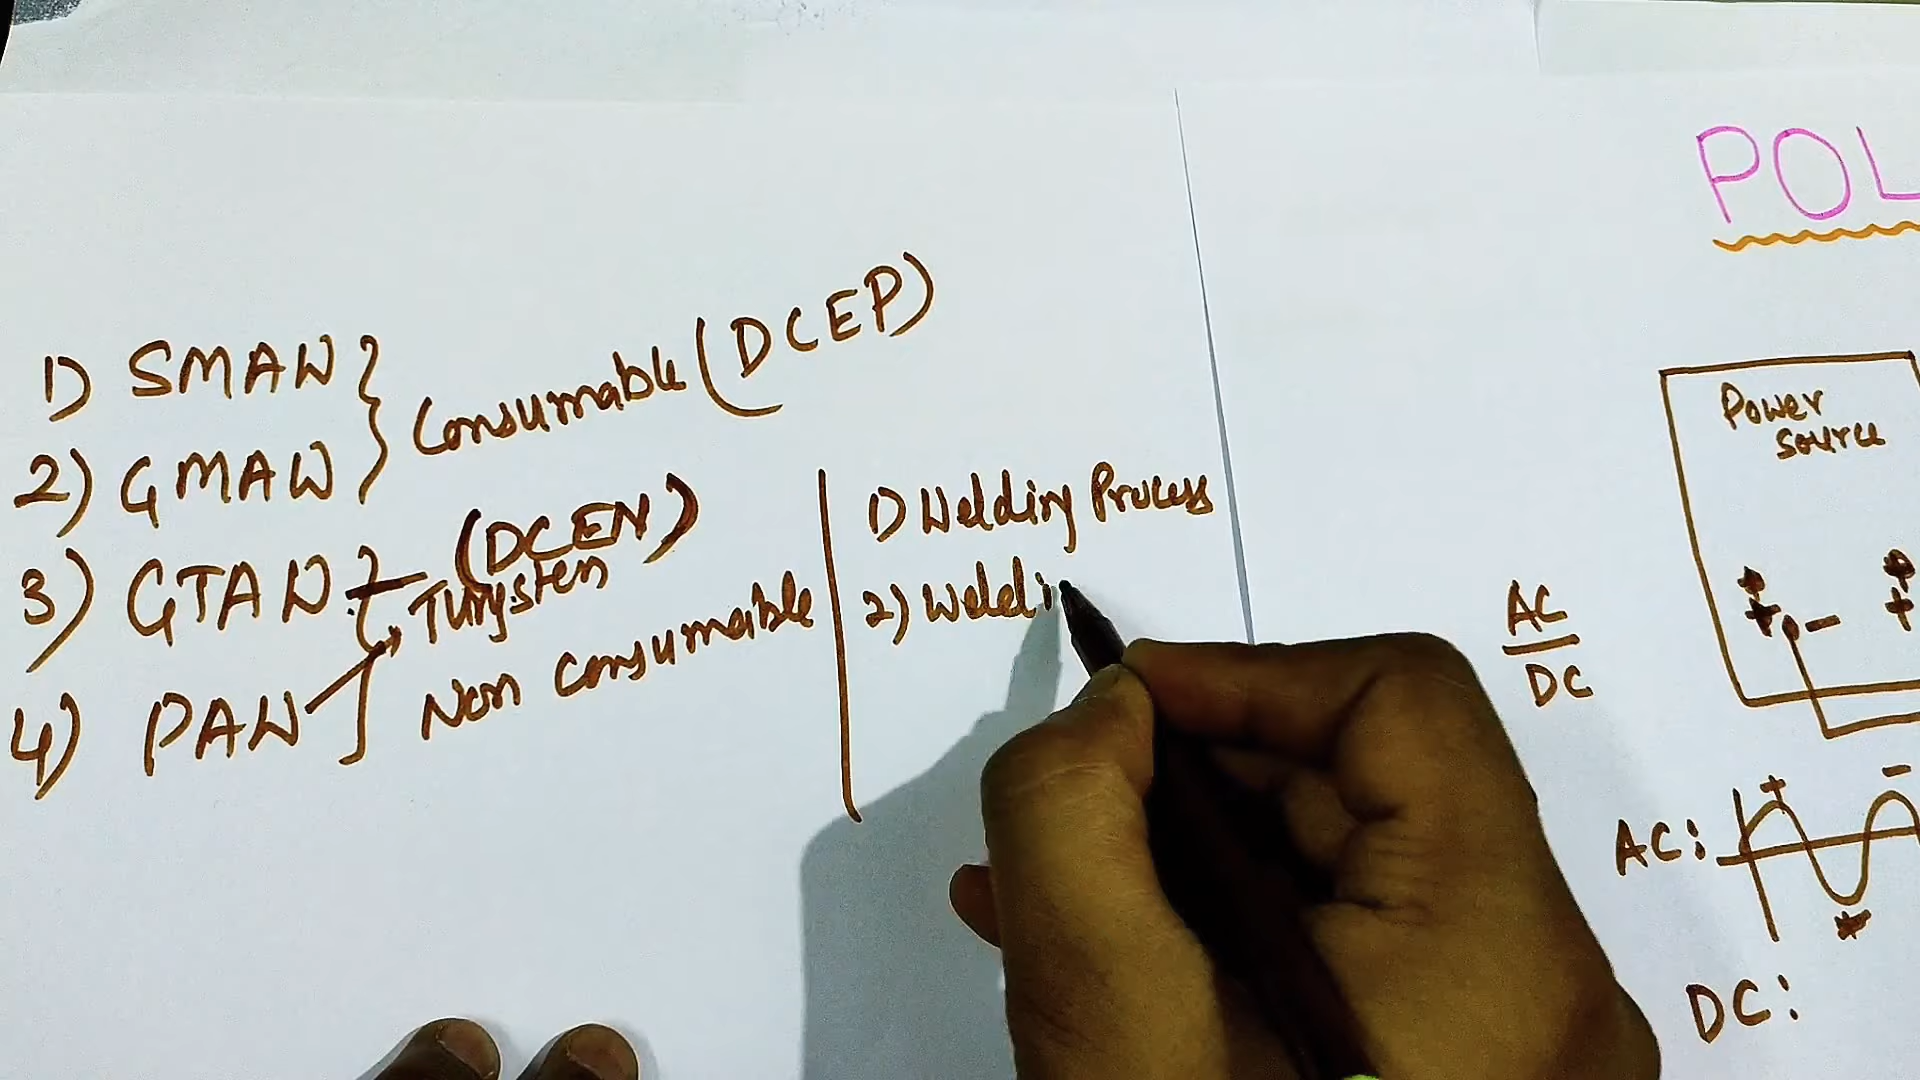 1) SMAW
2) GMAW
Consumable (DCEP)
3) GTAW
(DCEN)
Tungsten
4) PAW
Non Consumable
1) Welding Process
2) Weldi
POL
Power
source
+ -
+
AC
DC
AC:
+ -
DC: